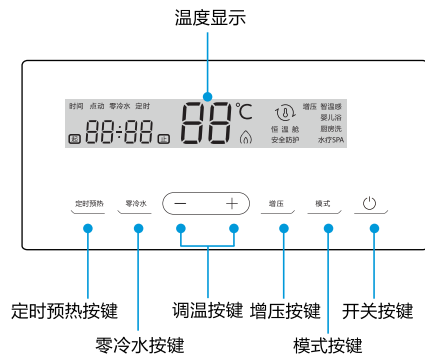 温度显示
时间 点动 零冷水 定时
起 88:88 止
88℃
恒温舱
安全防护
增压 智温感
婴儿浴
厨房洗
水疗SPA
定时预热
零冷水
− +
增压
模式
定时预热按键
零冷水按键
调温按键
增压按键
模式按键
开关按键